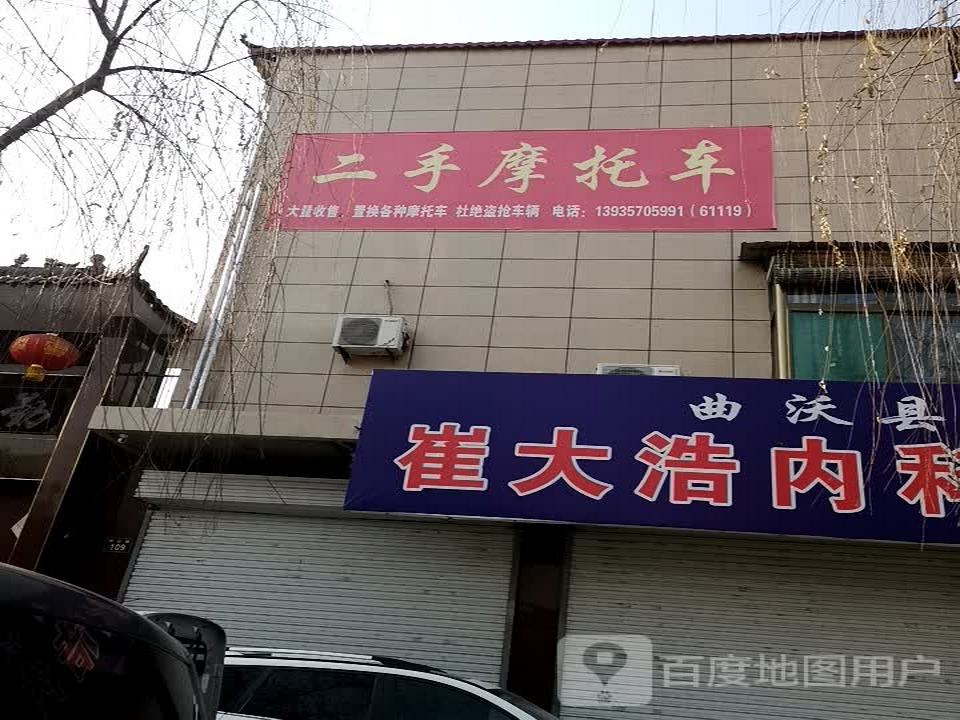 二手摩托车
大量收售、置换各种摩托车 杜绝盗抢车辆 电话：13935705991（61119）
曲沃县
崔大浩内科
109
百度地图用户